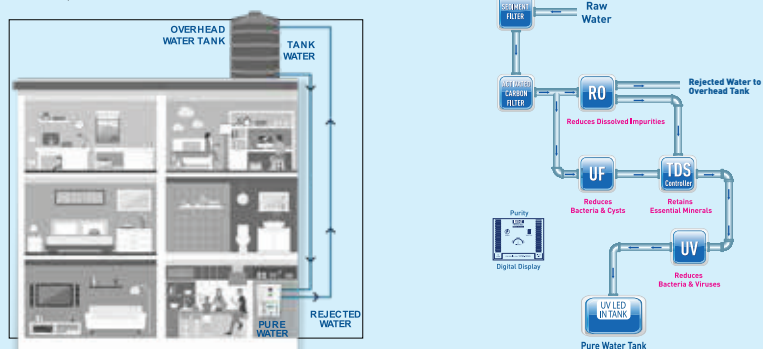 OVERHEAD
WATER TANK
TANK
WATER
PURE
WATER
REJECTED
WATER
SEDIMENT
FILTER
Raw
Water
CARBON
FILTER
RO
Rejected Water to
Overhead Tank
Reduces Dissolved Impurities
UF
TDS
Controller
Reduces
Bacteria & Cysts
Retains
Essential Minerals
Purity
Digital Display
UV
Reduces
Bacteria & Viruses
UV LED
IN TANK
Pure Water Tank